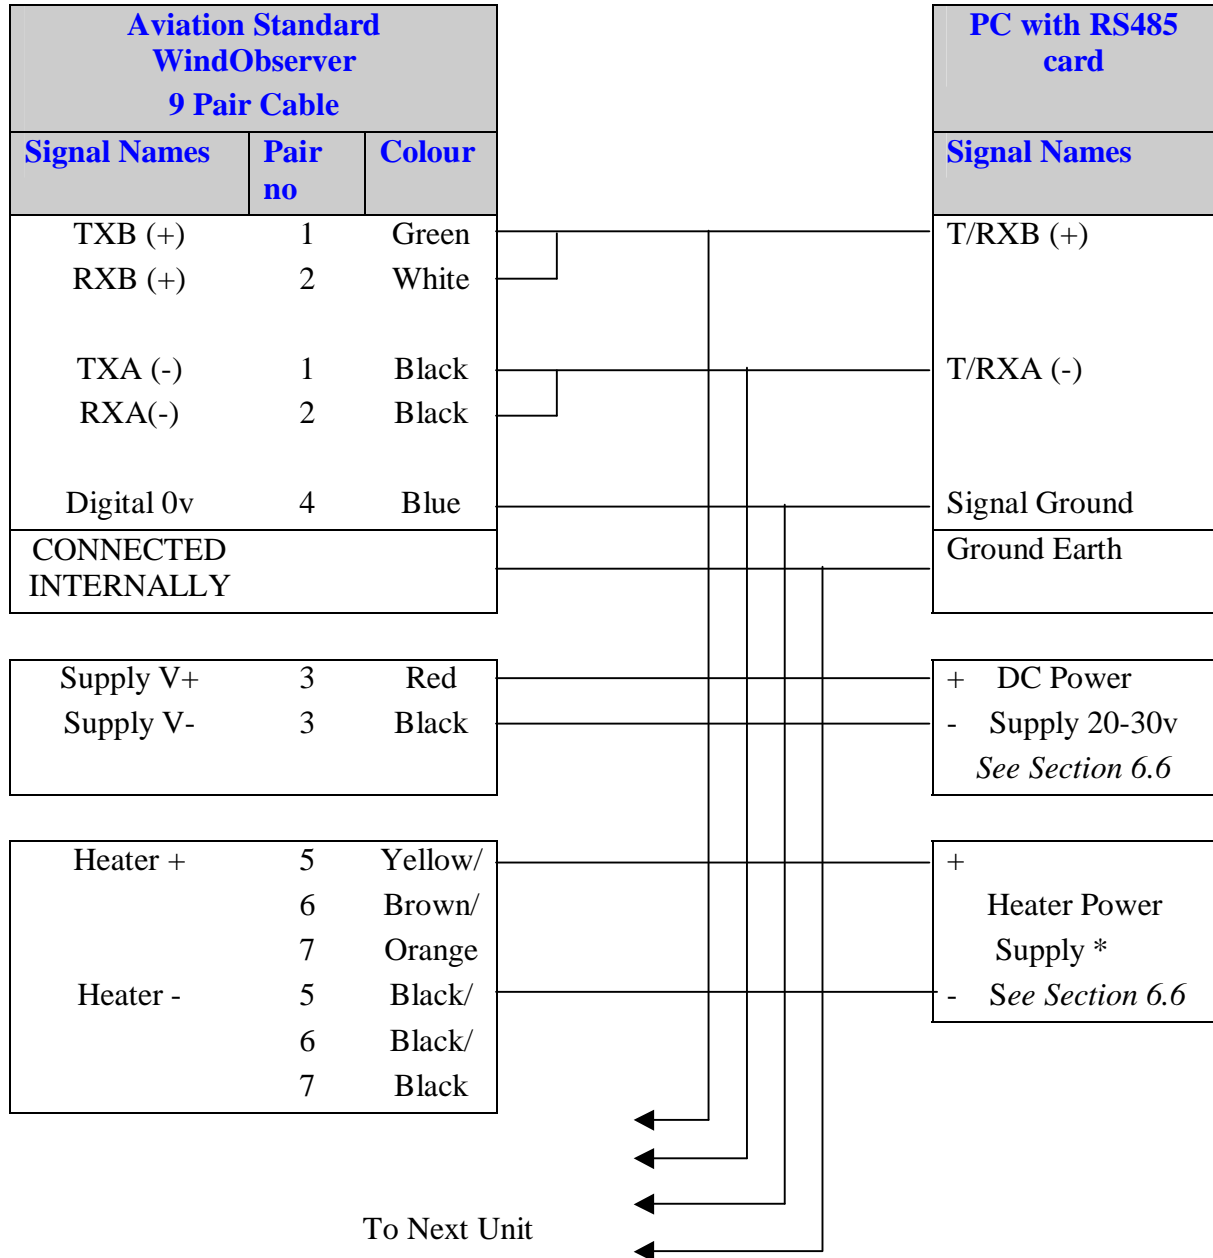 Aviation Standard
WindObserver
9 Pair Cable
PC with RS485
card
Signal Names Pair Colour
no
Signal Names
TXB (+) 1 Green T/RXB (+)
RXB (+) 2 White
TXA (-) 1 Black T/RXA (-)
RXA(-) 2 Black
Digital 0v 4 Blue Signal Ground
CONNECTED Ground Earth
INTERNALLY
Supply V+ 3 Red + DC Power
Supply V- 3 Black - Supply 20-30v
See Section 6.6
Heater + 5 Yellow/ +
6 Brown/ Heater Power
7 Orange Supply *
Heater - 5 Black/ - See Section 6.6
6 Black/
7 Black
To Next Unit